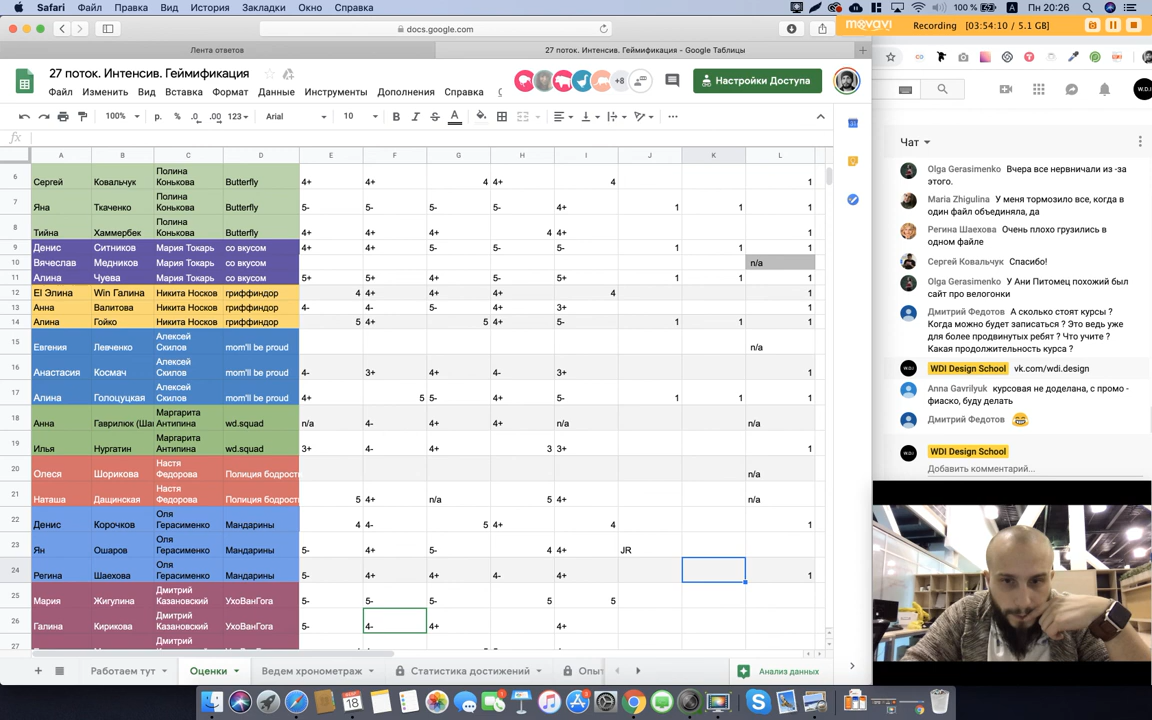 Safari Файл Правка Вид История Закладки Окно Справка
100 % Пн 20:26
docs.google.com
movavi Recording [03:54:10 / 5.1 GB]
Лента ответов
27 поток. Интенсив. Геймификация - Google Таблицы
27 поток. Интенсив. Геймификация
Файл Изменить Вид Вставка Формат Данные Инструменты Дополнения Справка
+8
Настройки Доступа
100% р. % .0 .00 123 Arial 10
fx
A B C D E F G H I J K L
6 Сергей Ковальчук Полина Конькова Butterfly 4+ 4+ 4 4+ 4 1
7 Яна Ткаченко Полина Конькова Butterfly 5- 5- 5- 5- 4+ 1 1 1
8 Тийна Хаммербек Полина Конькова Butterfly 4+ 4+ 4+ 4 4+ 1
9 Денис Ситников Мария Токарь со вкусом 4+ 4+ 5- 5- 5- 1 1 1
10 Вячеслав Медников Мария Токарь со вкусом n/a
11 Алина Чуева Мария Токарь со вкусом 5+ 5+ 4+ 5- 5+ 1 1 1
12 El Элина Win Галина Никита Носков гриффиндор 4 4+ 4+ 4+ 4 1
13 Анна Валитова Никита Носков гриффиндор 4- 4- 5- 4+ 3+ 1
14 Алина Гойко Никита Носков гриффиндор 5 4+ 5 4+ 5- 1 1 1
15 Евгения Левченко Алексей Скилов mom'll be proud n/a
16 Анастасия Космач Алексей Скилов mom'll be proud 4- 3+ 4+ 4- 4+ 1
17 Алина Голоцуцкая Алексей Скилов mom'll be proud 4+ 5 4+ 5- 1 1 1
18 Анна Гаврилюк (Ша Маргарита Антипина wd.squad n/a 4- 4+ 4+ n/a n/a
19 Илья Нургатин Маргарита Антипина wd.squad 3+ 4- 4+ 3 3+ 1
20 Олеся Шорикова Настя Федорова Полиция бодрост n/a
21 Наташа Дащинская Настя Федорова Полиция бодрост 5 4+ n/a 5 4+ n/a
22 Денис Корочков Оля Герасименко Мандарины 4 4- 5 4+ 4 1
23 Ян Ошаров Оля Герасименко Мандарины 5- 4+ 5- 4 4+ JR
24 Регина Шаехова Оля Герасименко Мандарины 5- 4+ 4+ 4- 4+ 1
25 Мария Жигулина Дмитрий Казановский УхоВанГога 5- 5- 5- 5 5
26 Галина Кирикова Дмитрий Казановский УхоВанГога 5- 4- 4+ 4+
27 Дмитрий
Работаем тут Оценки Ведем хронометраж Статистика достижений Опыт
Анализ данных
W.D.I
Чат
Olga Gerasimenko Вчера все нервничали из -за
этого.
Maria Zhigulina У меня тормозило все, когда в
один файл объединяла, да
Регина Шаехова Очень плохо грузились в
одном файле
Сергей Ковальчук Спасибо!
Olga Gerasimenko У Ани Питомец похожий был
сайт про велогонки
Дмитрий Федотов А сколько стоят курсы ?
Когда можно будет записаться ? Это ведь уже
для более продвинутых ребят ? Что учите ?
Какая продолжительность курса ?
WDI Design School vk.com/wdi.design
Anna Gavrilyuk курсовая не доделана, с промо -
фиаско, буду делать
Дмитрий Федотов
WDI Design School
Добавить комментарий...